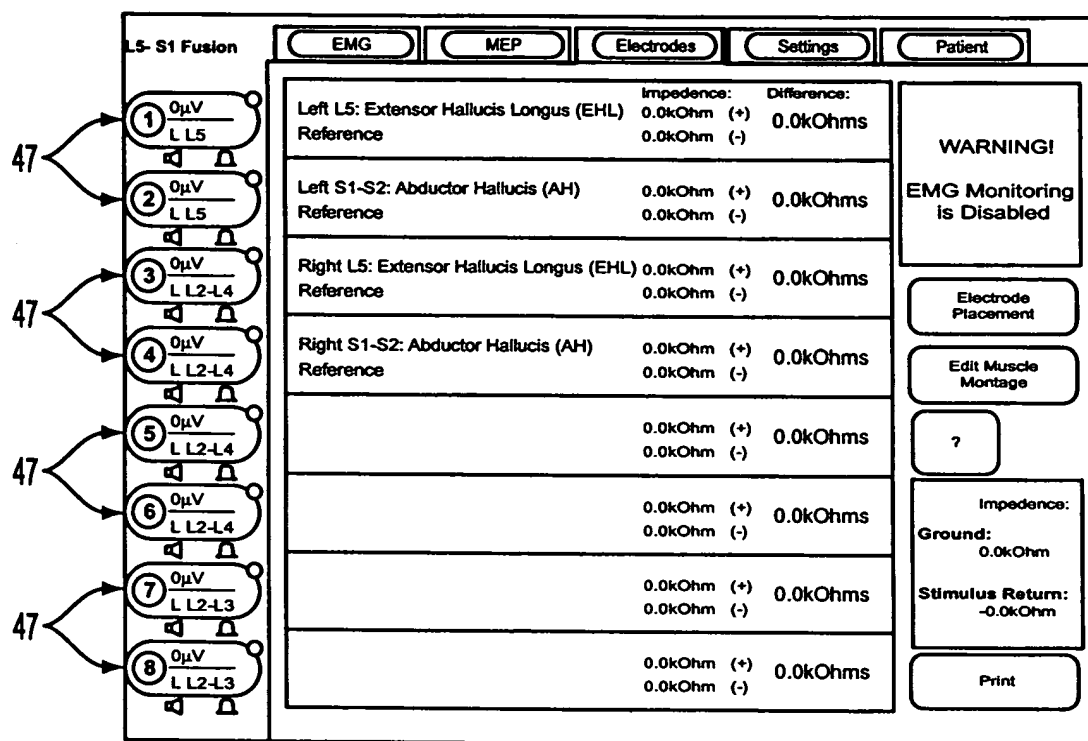 L5- S1 Fusion
EMG MEP Electrodes Settings Patient
47
1 0µV
L L5
2 0µV
L L5
47
3 0µV
L L2-L4
4 0µV
L L2-L4
47
5 0µV
L L2-L4
6 0µV
L L2-L4
47
7 0µV
L L2-L3
8 0µV
L L2-L3
Impedence: Difference:
Left L5: Extensor Hallucis Longus (EHL) 0.0kOhm (+) 0.0kOhms
Reference 0.0kOhm (-)
Left S1-S2: Abductor Hallucis (AH) 0.0kOhm (+) 0.0kOhms
Reference 0.0kOhm (-)
Right L5: Extensor Hallucis Longus (EHL) 0.0kOhm (+) 0.0kOhms
Reference 0.0kOhm (-)
Right S1-S2: Abductor Hallucis (AH) 0.0kOhm (+) 0.0kOhms
Reference 0.0kOhm (-)
0.0kOhm (+) 0.0kOhms
0.0kOhm (-)
0.0kOhm (+) 0.0kOhms
0.0kOhm (-)
0.0kOhm (+) 0.0kOhms
0.0kOhm (-)
0.0kOhm (+) 0.0kOhms
0.0kOhm (-)
WARNING!
EMG Monitoring
is Disabled
Electrode
Placement
Edit Muscle
Montage
?
Impedence:
Ground:
0.0kOhm
Stimulus Return:
-0.0kOhm
Print